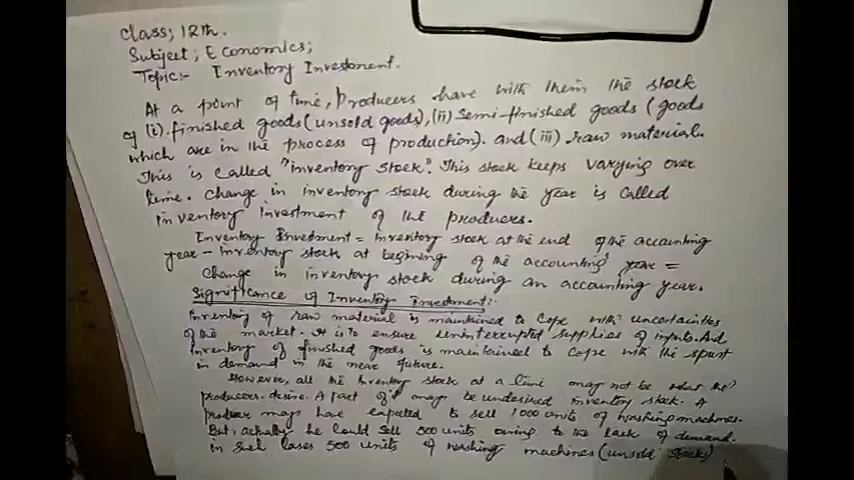 Class; 12th.
Subject; Economics;
Topic:- Inventory Investment.
At a point of time, Producers have with them the stock
of (i). finished goods (unsold goods), (ii) Semi-finished goods (goods
which are in the process of production). and (iii) raw material.
This is called "inventory stock". This stock keeps varying over
time. change in inventory stock during the year is called
inventory investment of the producers.
Inventory Investment = inventory stock at the end of the accounting
year - inventory stock at begining of the accounting year =
change in inventory stock during an accounting year.
Significance of Inventory Investment:-
Inventory of raw material is maintained to cope with uncertainties
of the market. it is to ensure uninterrupted supplies of inputs. And
inventory of finished goods is maintained to cope with the spurt
in demand in the near future.
However, all the inventory stock at a time may not be what the
producers desire. A part of it may be undesired inventory stock. A
producer may have expected to sell 1000 units of washing machines.
But, actually he could sell 500 units owing to the lack of demand.
in such cases 500 units of washing machines (unsold stock)